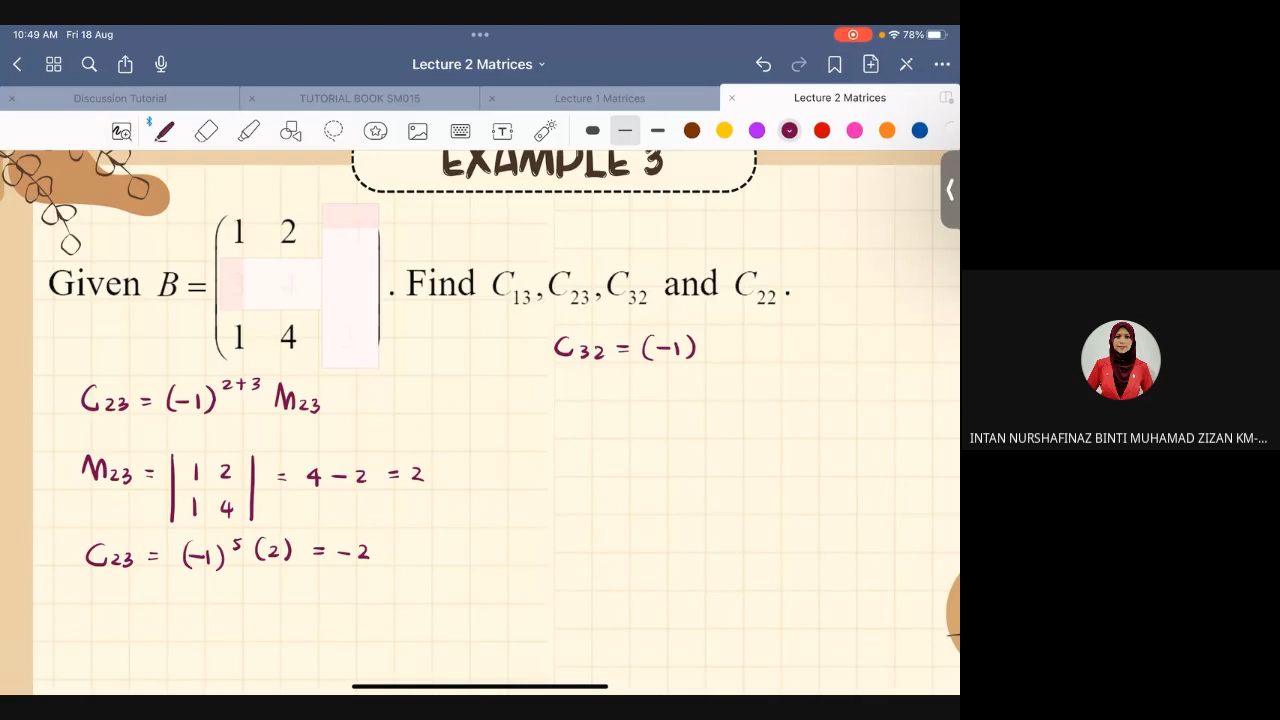 10:49 AM Fri 18 Aug
78%
Lecture 2 Matrices
Discussion Tutorial
TUTORIAL BOOK SM015
Lecture 1 Matrices
Lecture 2 Matrices
EXAMPLE 3
1 2
Given B = . Find C₁₃, C₂₃, C₃₂ and C₂₂.
1 4
C₃₂ = (-1)
C₂₃ = (-1)²⁺³ M₂₃
M₂₃ = | 1 2 | = 4 - 2 = 2
| 1 4 |
C₂₃ = (-1)⁵ (2) = -2
INTAN NURSHAFINAZ BINTI MUHAMAD ZIZAN KM-...